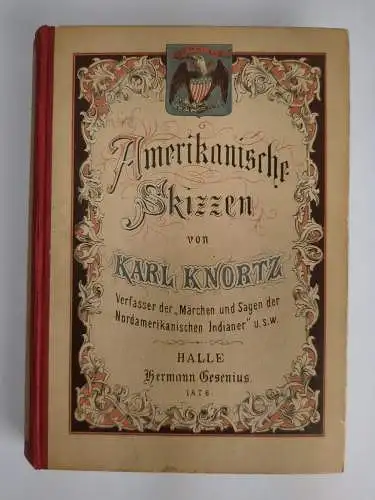 Amerikanische
Skizzen
von
KARL KNORTZ
Verfasser der „Märchen und Sagen der
Nordamerikanischen Indianer" u.s.w.
HALLE
Hermann Gesenius.
1876.